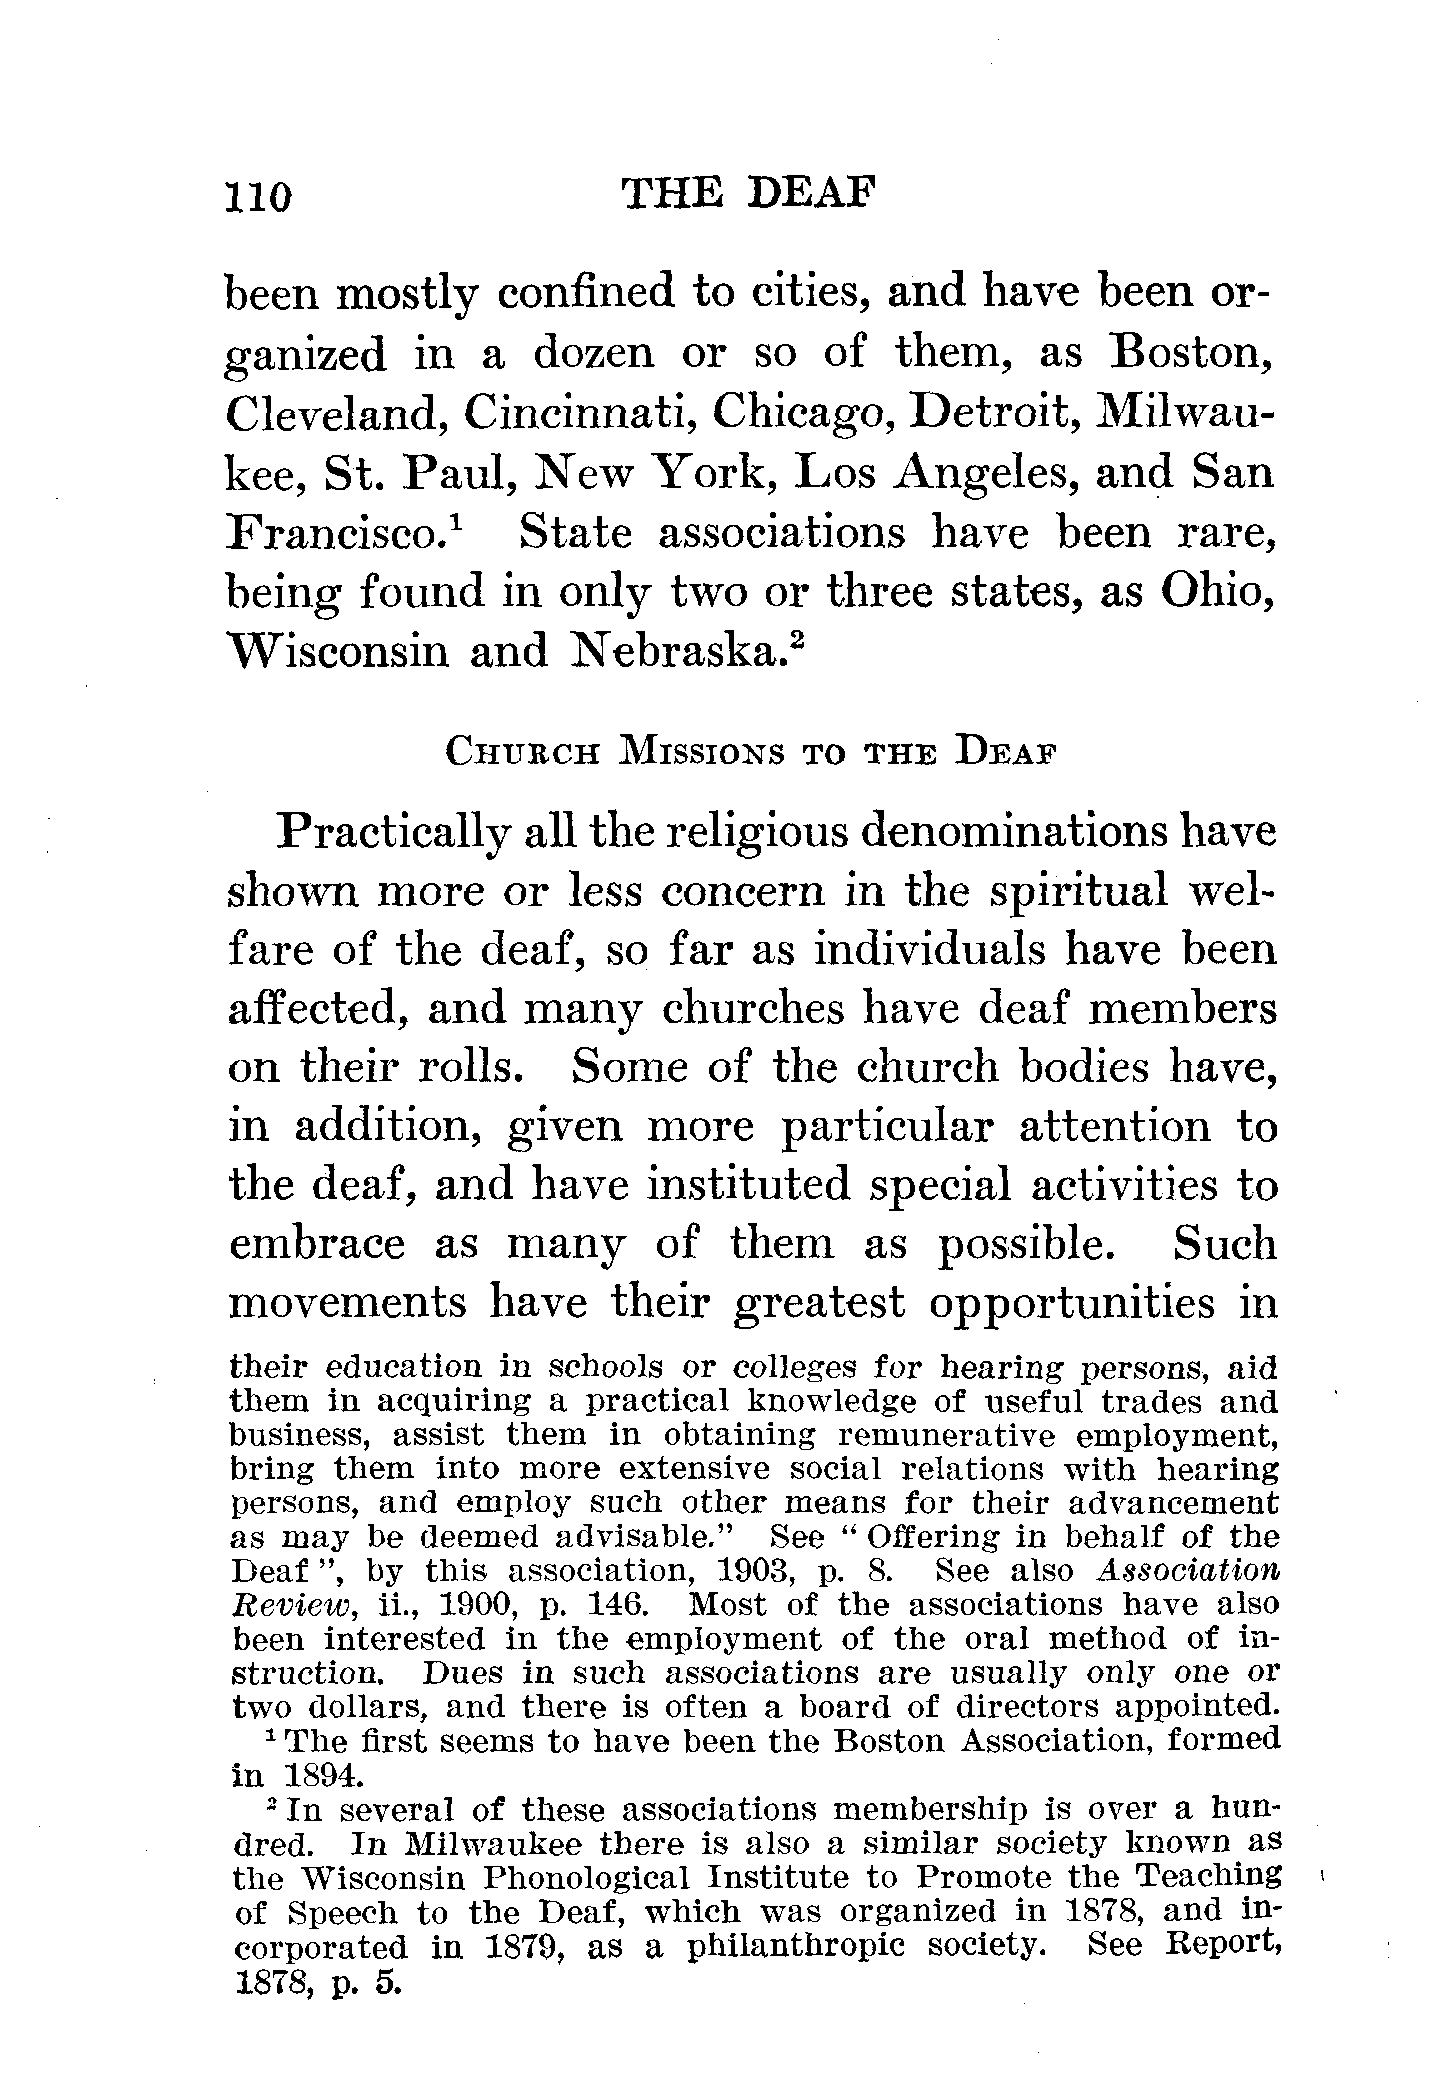 110 THE DEAF
been mostly confined to cities, and have been or-
ganized in a dozen or so of them, as Boston,
Cleveland, Cincinnati, Chicago, Detroit, Milwau-
kee, St. Paul, New York, Los Angeles, and San
Francisco.¹ State associations have been rare,
being found in only two or three states, as Ohio,
Wisconsin and Nebraska.²
CHURCH MISSIONS TO THE DEAF
Practically all the religious denominations have
shown more or less concern in the spiritual wel-
fare of the deaf, so far as individuals have been
affected, and many churches have deaf members
on their rolls. Some of the church bodies have,
in addition, given more particular attention to
the deaf, and have instituted special activities to
embrace as many of them as possible. Such
movements have their greatest opportunities in
their education in schools or colleges for hearing persons, aid
them in acquiring a practical knowledge of useful trades and
business, assist them in obtaining remunerative employment,
bring them into more extensive social relations with hearing
persons, and employ such other means for their advancement
as may be deemed advisable." See "Offering in behalf of the
Deaf", by this association, 1903, p. 8. See also Association
Review, ii., 1900, p. 146. Most of the associations have also
been interested in the employment of the oral method of in-
struction. Dues in such associations are usually only one or
two dollars, and there is often a board of directors appointed.
¹ The first seems to have been the Boston Association, formed
in 1894.
² In several of these associations membership is over a hun-
dred. In Milwaukee there is also a similar society known as
the Wisconsin Phonological Institute to Promote the Teaching
of Speech to the Deaf, which was organized in 1878, and in-
corporated in 1879, as a philanthropic society. See Report,
1878, p. 5.